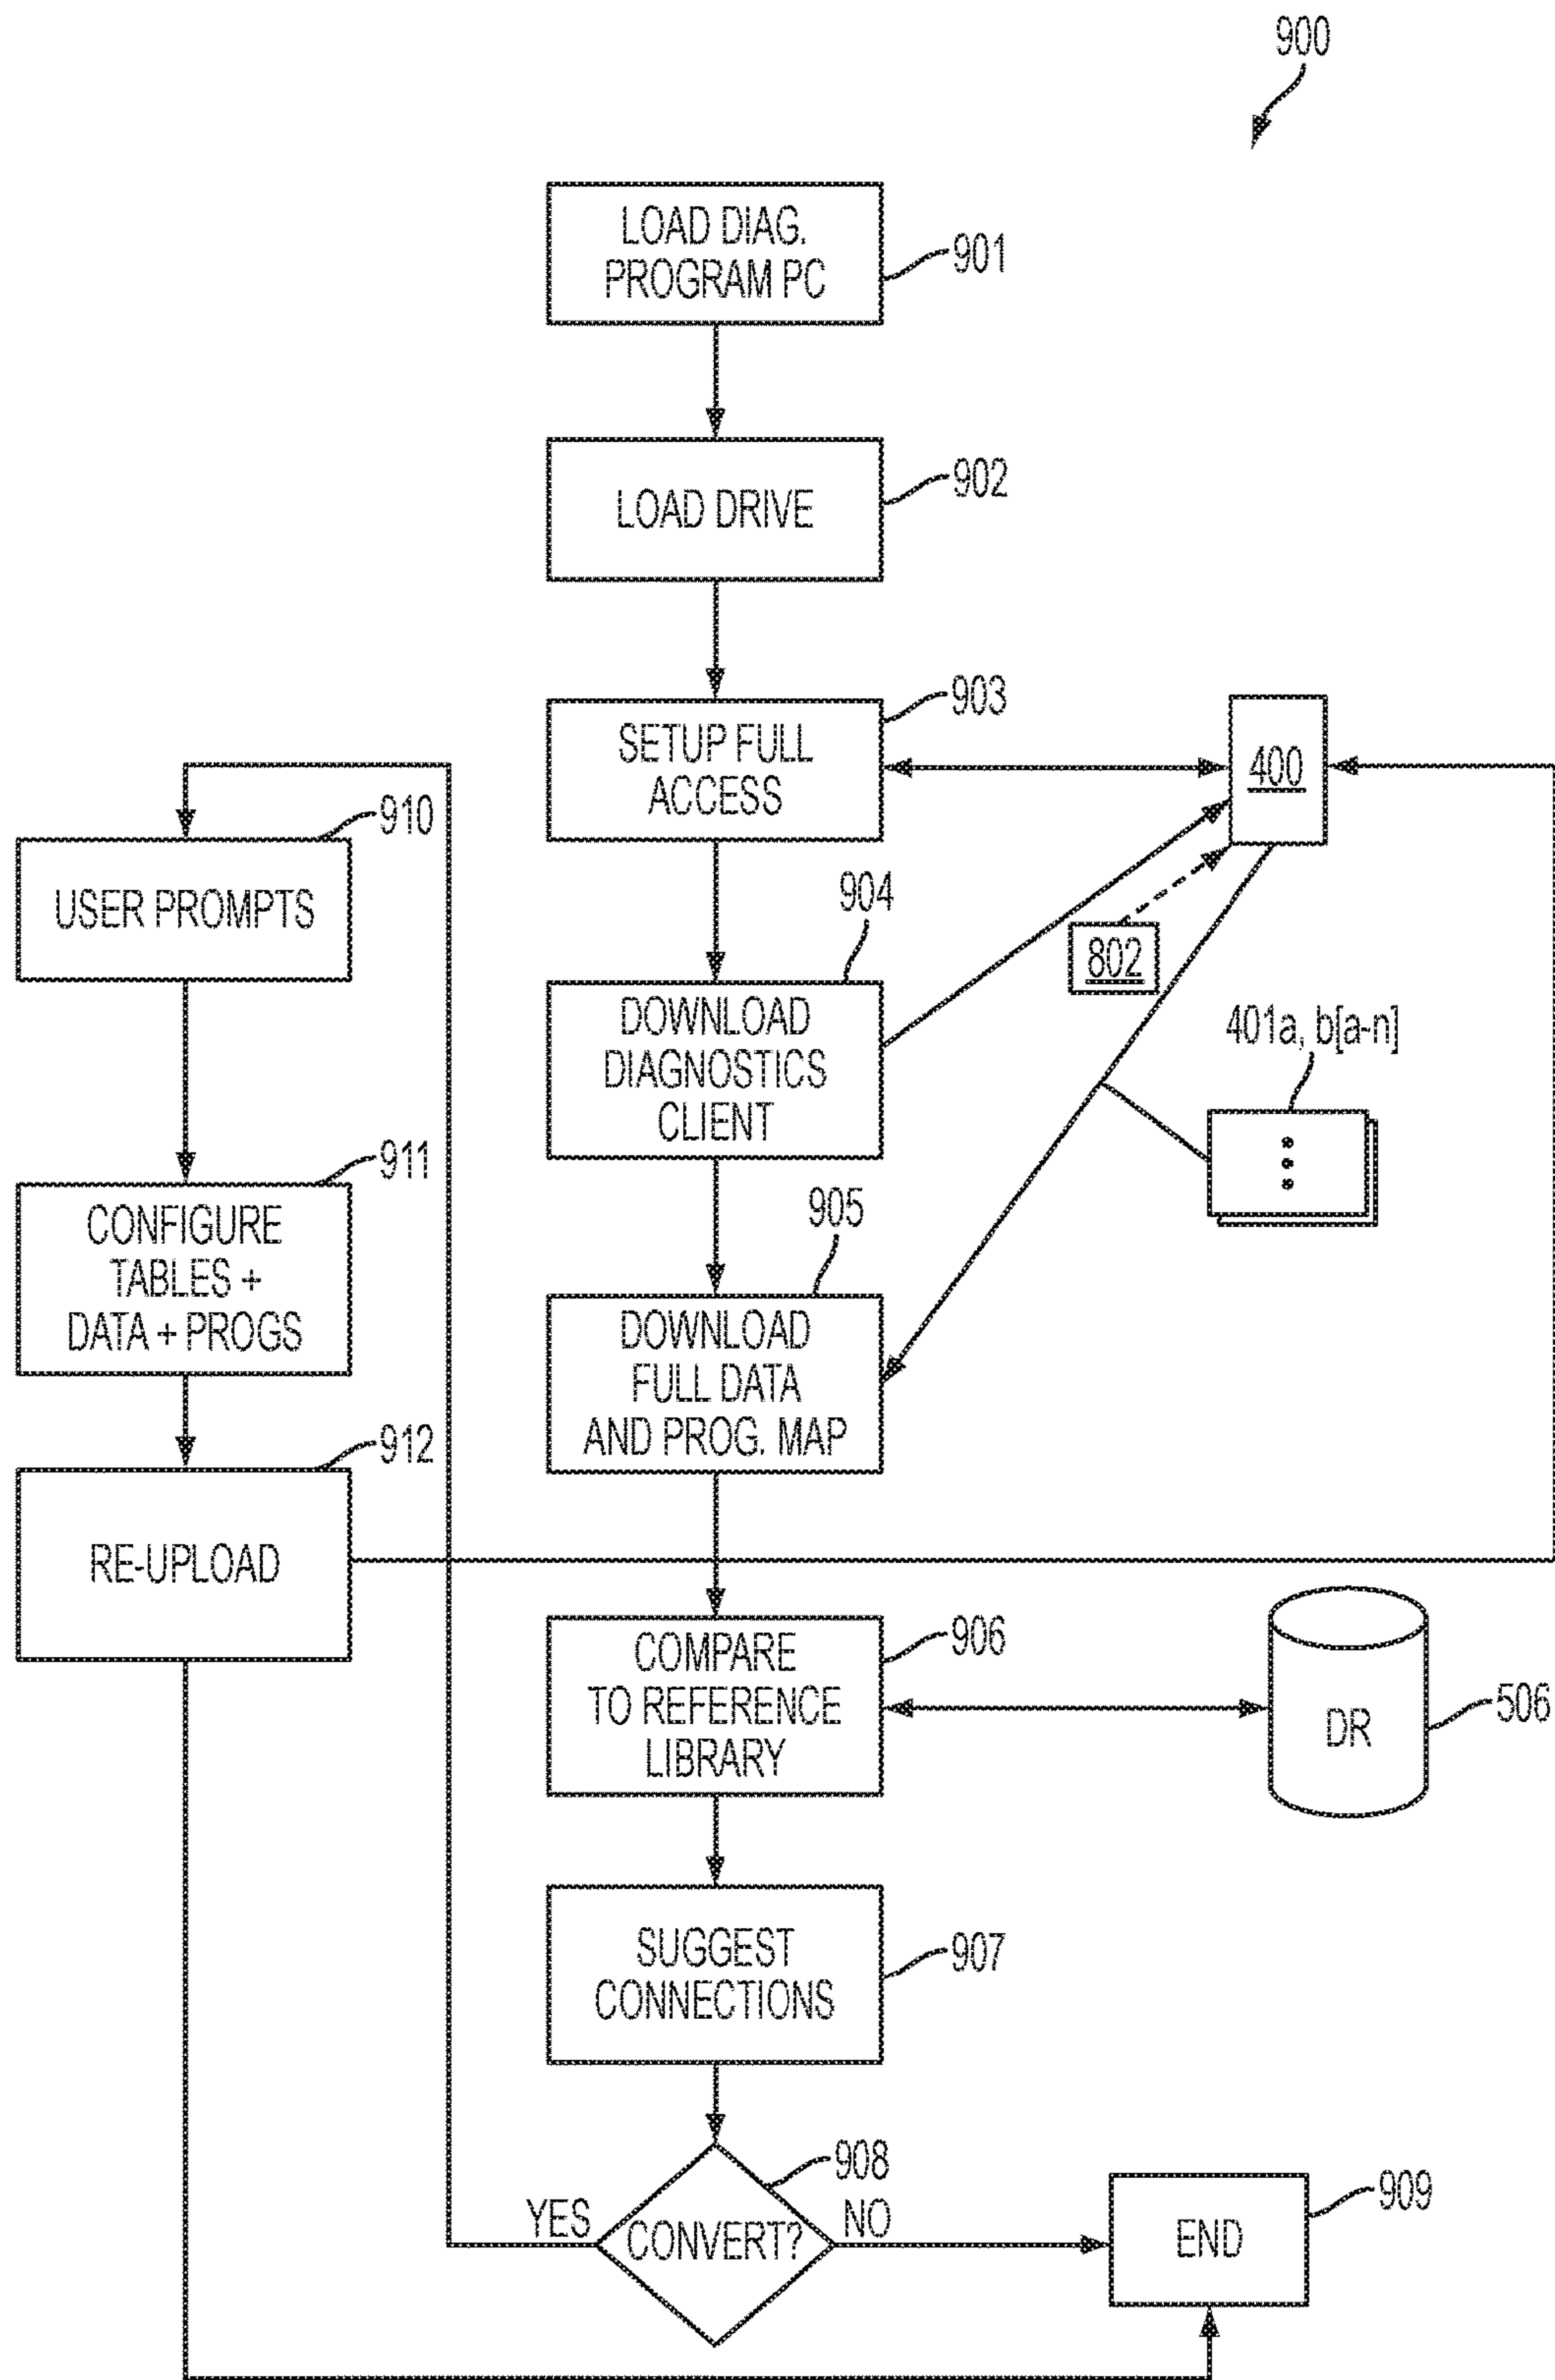 900
LOAD DIAG.
PROGRAM PC
901
LOAD DRIVE
902
SETUP FULL
ACCESS
903
400
910
USER PROMPTS
904
802
DOWNLOAD
DIAGNOSTICS
CLIENT
401a, b[a-n]
911
CONFIGURE
TABLES +
DATA + PROGS
905
DOWNLOAD
FULL DATA
AND PROG. MAP
912
RE-UPLOAD
COMPARE
TO REFERENCE
LIBRARY
906
DR
506
SUGGEST
CONNECTIONS
907
908
YES
CONVERT?
NO
END
909